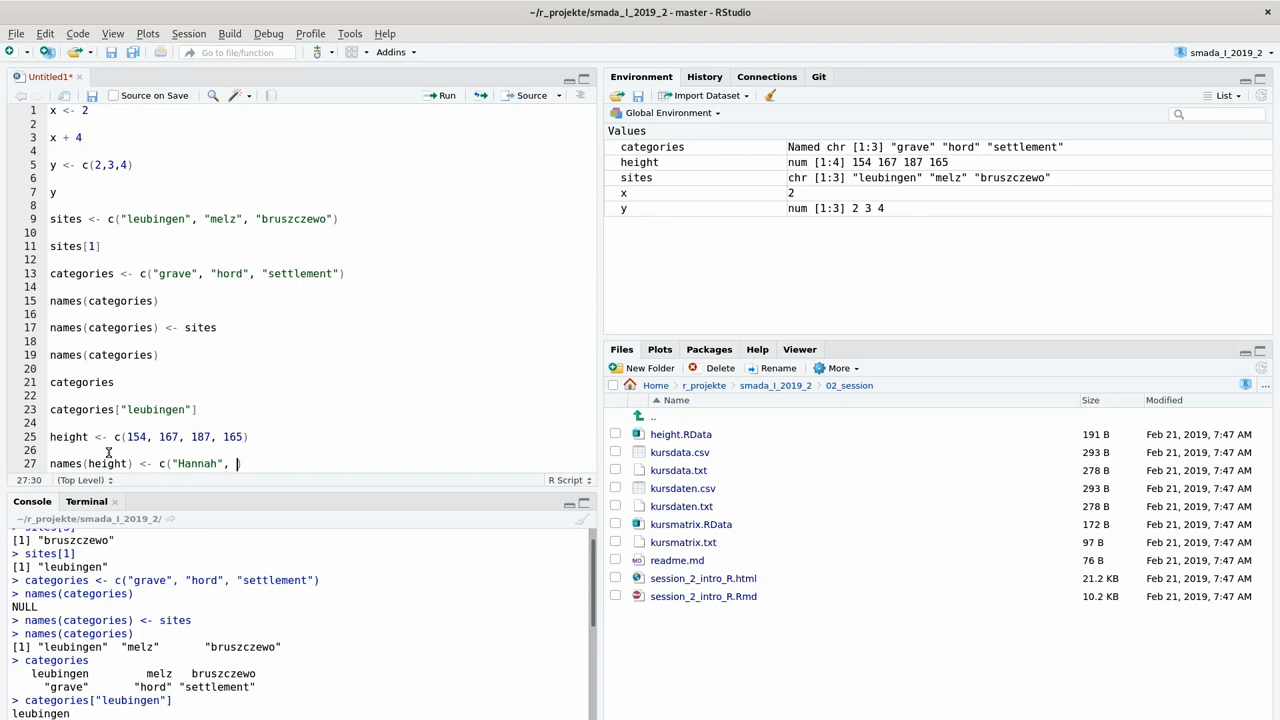 ~/r_projekte/smada_I_2019_2 - master - RStudio
File Edit Code View Plots Session Build Debug Profile Tools Help
Go to file/function Addins smada_I_2019_2
Untitled1*
Source on Save Run Source
1 x <- 2
2
3 x + 4
4
5 y <- c(2,3,4)
6
7 y
8
9 sites <- c("leubingen", "melz", "bruszczewo")
10
11 sites[1]
12
13 categories <- c("grave", "hord", "settlement")
14
15 names(categories)
16
17 names(categories) <- sites
18
19 names(categories)
20
21 categories
22
23 categories["leubingen"]
24
25 height <- c(154, 167, 187, 165)
26
27 names(height) <- c("Hannah", )
27:30 (Top Level) R Script
Console Terminal
~/r_projekte/smada_I_2019_2/
[1] "bruszczewo"
> sites[1]
[1] "leubingen"
> categories <- c("grave", "hord", "settlement")
> names(categories)
NULL
> names(categories) <- sites
> names(categories)
[1] "leubingen" "melz" "bruszczewo"
> categories
leubingen melz bruszczewo
"grave" "hord" "settlement"
> categories["leubingen"]
leubingen
Environment History Connections Git
Import Dataset List
Global Environment
Values
categories Named chr [1:3] "grave" "hord" "settlement"
height num [1:4] 154 167 187 165
sites chr [1:3] "leubingen" "melz" "bruszczewo"
x 2
y num [1:3] 2 3 4
Files Plots Packages Help Viewer
New Folder Delete Rename More
Home r_projekte smada_I_2019_2 02_session ...
Name Size Modified
..
height.RData 191 B Feb 21, 2019, 7:47 AM
kursdata.csv 293 B Feb 21, 2019, 7:47 AM
kursdata.txt 278 B Feb 21, 2019, 7:47 AM
kursdaten.csv 293 B Feb 21, 2019, 7:47 AM
kursdaten.txt 278 B Feb 21, 2019, 7:47 AM
kursmatrix.RData 172 B Feb 21, 2019, 7:47 AM
kursmatrix.txt 97 B Feb 21, 2019, 7:47 AM
readme.md 76 B Feb 21, 2019, 7:47 AM
session_2_intro_R.html 21.2 KB Feb 21, 2019, 7:47 AM
session_2_intro_R.Rmd 10.2 KB Feb 21, 2019, 7:47 AM